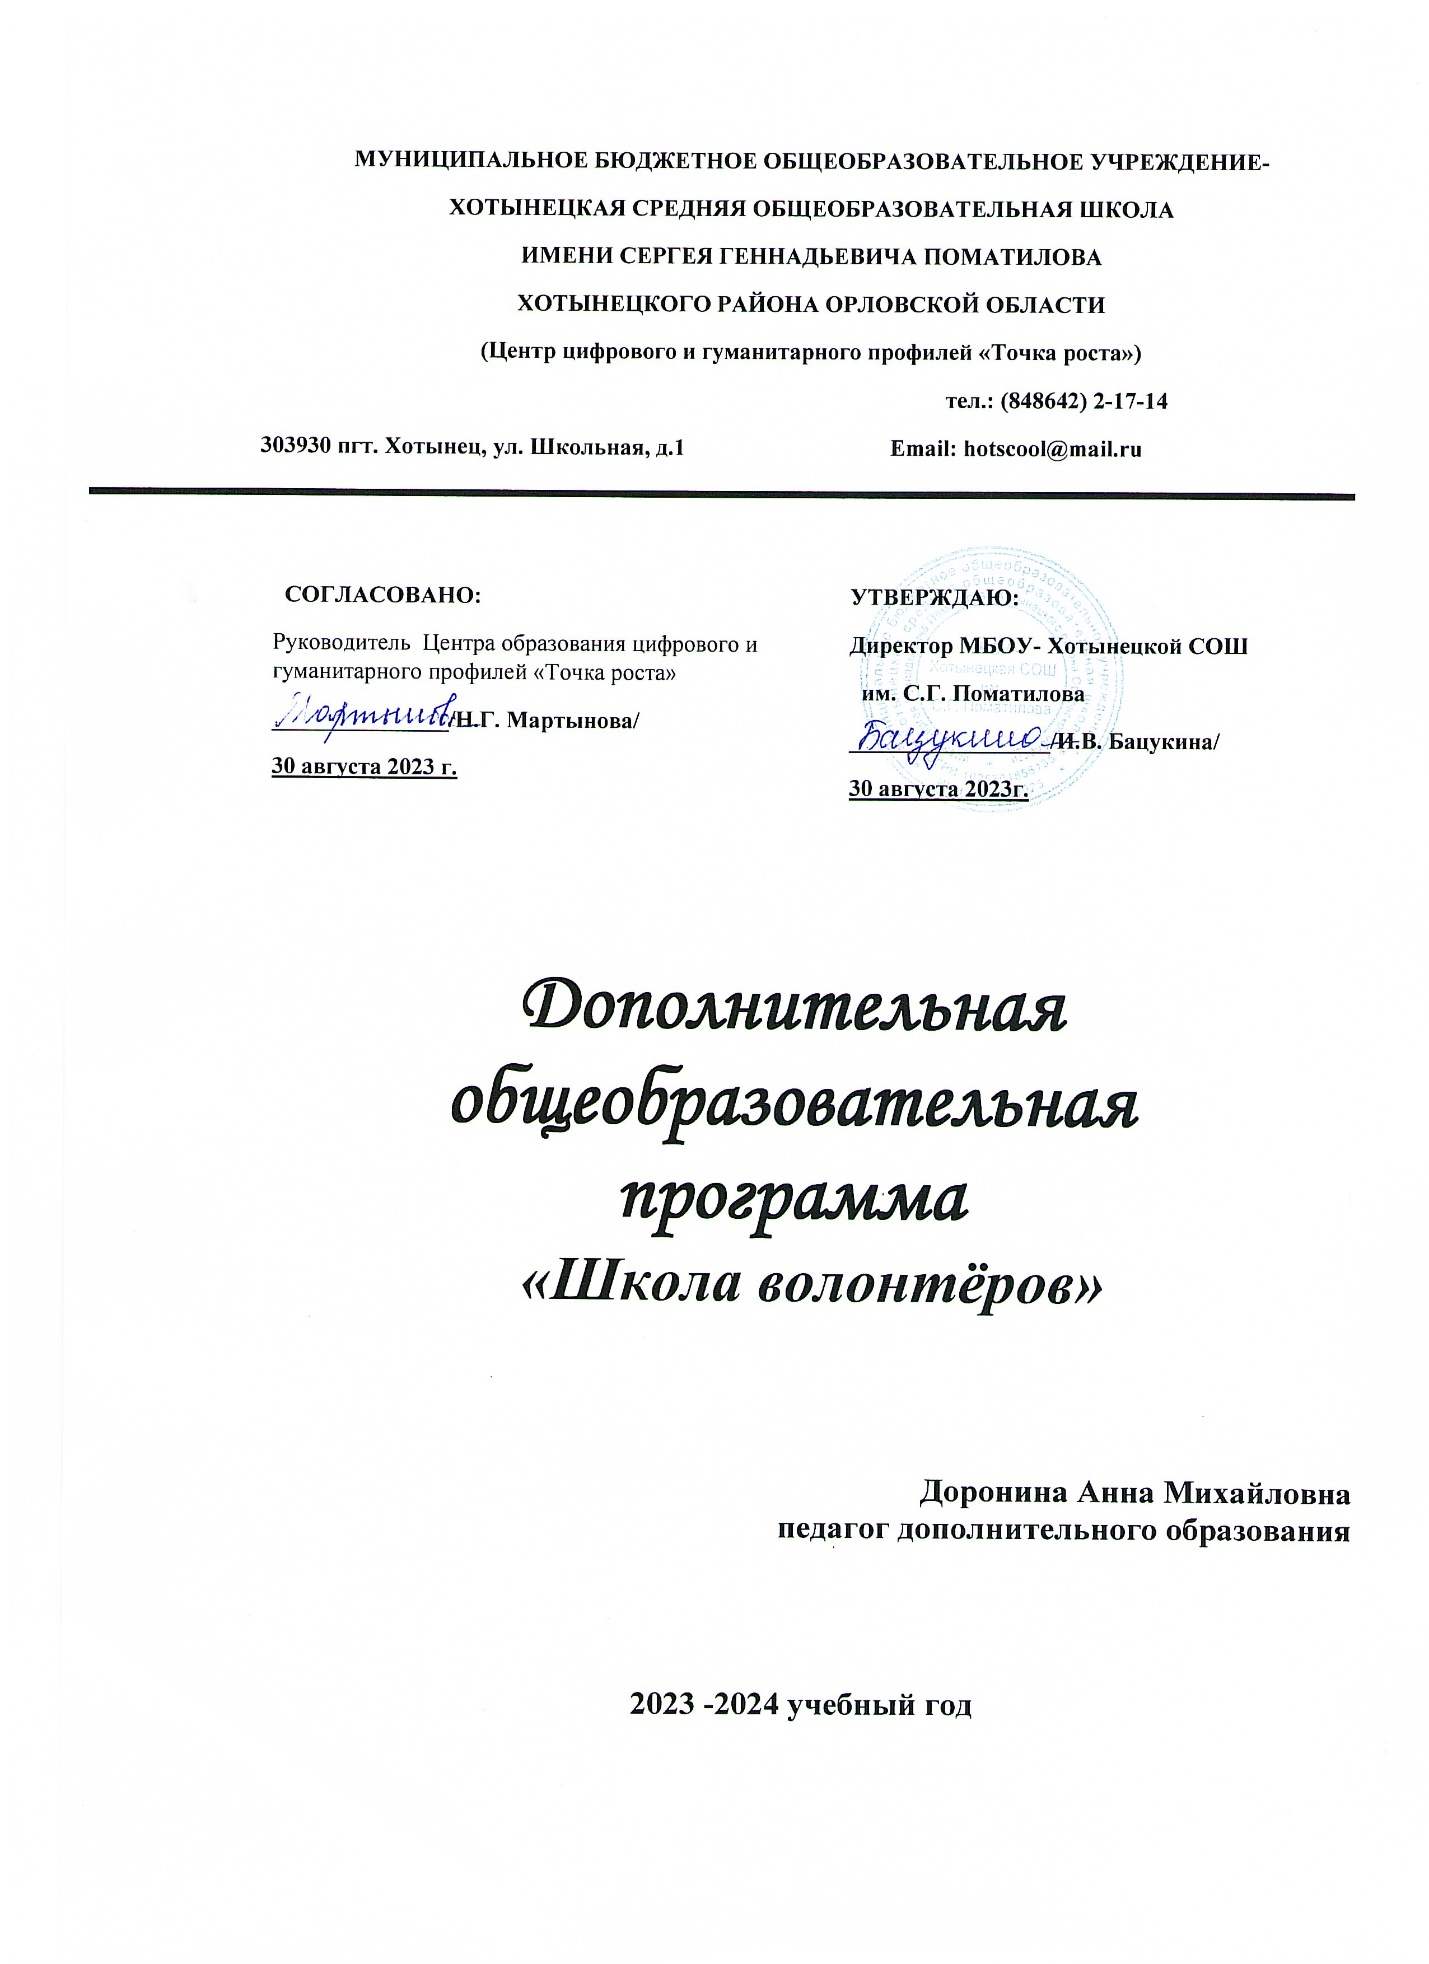 МУНИЦИПАЛЬНОЕ БЮДЖЕТНОЕ ОБЩЕОБРАЗОВАТЕЛЬНОЕ УЧРЕЖДЕНИЕ-
ХОТЫНЕЦКАЯ СРЕДНЯЯ ОБЩЕОБРАЗОВАТЕЛЬНАЯ ШКОЛА
ИМЕНИ СЕРГЕЯ ГЕННАДЬЕВИЧА ПОМАТИЛОВА
ХОТЫНЕЦКОГО РАЙОНА ОРЛОВСКОЙ ОБЛАСТИ
(Центр цифрового и гуманитарного профилей «Точка роста»)
тел.: (848642) 2-17-14
303930 пгт. Хотынец, ул. Школьная, д.1
Email: hotscool@mail.ru
СОГЛАСОВАНО:
Руководитель Центра образования цифрового и
гуманитарного профилей «Точка роста»
/Н.Г. Мартынова/
30 августа 2023 г.
УТВЕРЖДАЮ:
Директор МБОУ- Хотынецкой СОШ
им. С.Г. Поматилова
/И.В. Бацукина/
30 августа 2023г.
Хотынецкая СОШ
Дополнительная
общеобразовательная
программа
«Школа волонтёров»
Доронина Анна Михайловна
педагог дополнительного образования
2023 -2024 учебный год